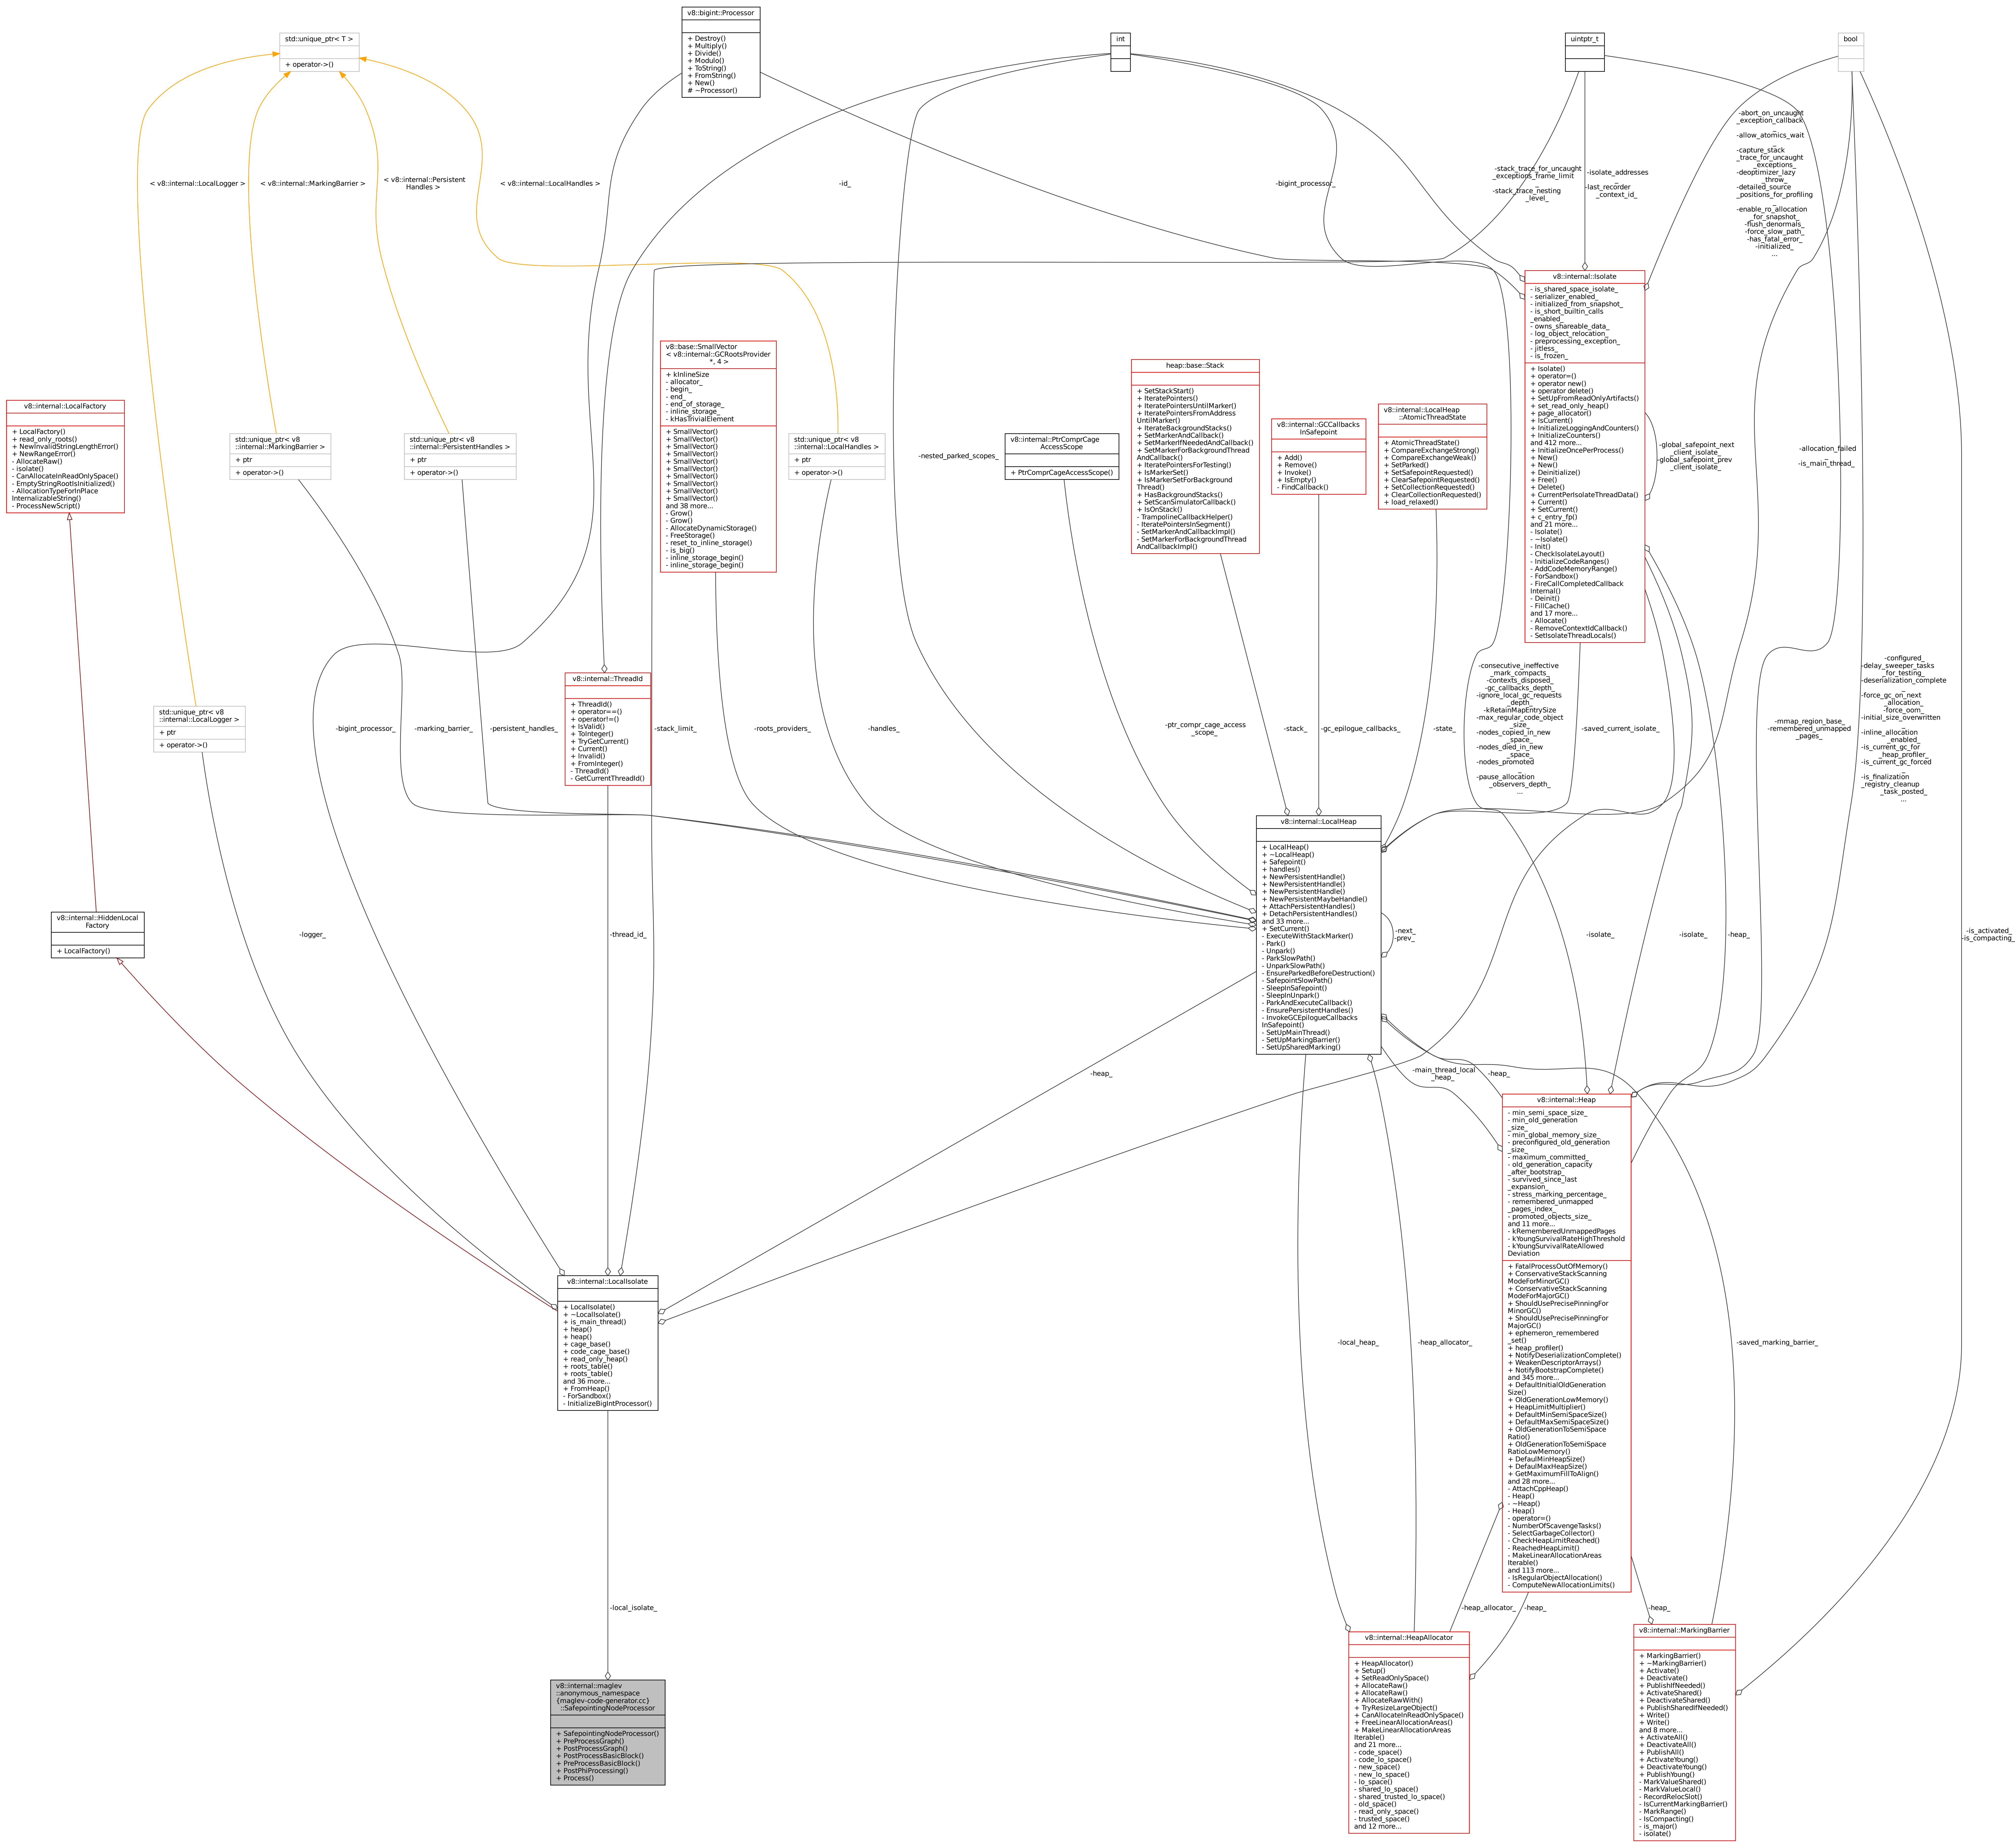 v8::bigint::Processor
+ Destroy()
+ Multiply()
+ Divide()
+ Modulo()
+ ToString()
+ FromString()
+ New()
# ~Processor()
std::unique_ptr< T >
+ operator->()
int
uintptr_t
bool
< v8::internal::LocalLogger >
< v8::internal::MarkingBarrier >
< v8::internal::Persistent
Handles >
< v8::internal::LocalHandles >
-id_
-bigint_processor_
-stack_trace_for_uncaught
_exceptions_frame_limit
_
-stack_trace_nesting
_level_
-isolate_addresses
_
-last_recorder
_context_id_
-abort_on_uncaught
_exception_callback
_
-allow_atomics_wait
_
-capture_stack
_trace_for_uncaught
_exceptions_
-deoptimizer_lazy
_throw_
-detailed_source
_positions_for_profiling
_
-enable_ro_allocation
_for_snapshot_
-flush_denormals_
-force_slow_path_
-has_fatal_error_
-initialized_
...
v8::internal::Isolate
- is_shared_space_isolate_
- serializer_enabled_
- initialized_from_snapshot_
- is_short_builtin_calls
_enabled_
- owns_shareable_data_
- log_object_relocation_
- preprocessing_exception_
- jitless_
- is_frozen_
+ Isolate()
+ operator=()
+ operator new()
+ operator delete()
+ SetUpFromReadOnlyArtifacts()
+ set_read_only_heap()
+ page_allocator()
+ IsCurrent()
+ InitializeLoggingAndCounters()
+ InitializeCounters()
and 412 more...
+ InitializeOncePerProcess()
+ New()
+ New()
+ Deinitialize()
+ Free()
+ Delete()
+ CurrentPerIsolateThreadData()
+ Current()
+ SetCurrent()
+ c_entry_fp()
and 21 more...
- Isolate()
- ~Isolate()
- Init()
- CheckIsolateLayout()
- InitializeCodeRanges()
- AddCodeMemoryRange()
- ForSandbox()
- FireCallCompletedCallback
Internal()
- Deinit()
- FillCache()
and 17 more...
- Allocate()
- RemoveContextIdCallback()
- SetIsolateThreadLocals()
-global_safepoint_next
_client_isolate_
-global_safepoint_prev
_client_isolate_
-allocation_failed
_
-is_main_thread_
v8::internal::LocalFactory
+ LocalFactory()
+ read_only_roots()
+ NewInvalidStringLengthError()
+ NewRangeError()
- AllocateRaw()
- isolate()
- CanAllocateInReadOnlySpace()
- EmptyStringRootIsInitialized()
- AllocationTypeForInPlace
InternalizableString()
- ProcessNewScript()
std::unique_ptr< v8
::internal::MarkingBarrier >
+ ptr
+ operator->()
std::unique_ptr< v8
::internal::PersistentHandles >
+ ptr
+ operator->()
v8::base::SmallVector
< v8::internal::GCRootsProvider
*, 4 >
+ kInlineSize
- allocator_
- begin_
- end_
- end_of_storage_
- inline_storage_
- kHasTrivialElement
+ SmallVector()
+ SmallVector()
+ SmallVector()
+ SmallVector()
+ SmallVector()
+ SmallVector()
+ SmallVector()
+ SmallVector()
+ SmallVector()
+ SmallVector()
and 38 more...
- Grow()
- Grow()
- AllocateDynamicStorage()
- FreeStorage()
- reset_to_inline_storage()
- is_big()
- inline_storage_begin()
- inline_storage_begin()
std::unique_ptr< v8
::internal::LocalHandles >
+ ptr
+ operator->()
-nested_parked_scopes_
v8::internal::PtrComprCage
AccessScope
+ PtrComprCageAccessScope()
heap::base::Stack
+ SetStackStart()
+ IteratePointers()
+ IteratePointersUntilMarker()
+ IteratePointersFromAddress
UntilMarker()
+ IterateBackgroundStacks()
+ SetMarkerAndCallback()
+ SetMarkerIfNeededAndCallback()
+ SetMarkerForBackgroundThread
AndCallback()
+ IteratePointersForTesting()
+ IsMarkerSet()
+ IsMarkerSetForBackground
Thread()
+ HasBackgroundStacks()
+ SetScanSimulatorCallback()
+ IsOnStack()
- TrampolineCallbackHelper()
- IteratePointersInSegment()
- SetMarkerAndCallbackImpl()
- SetMarkerForBackgroundThread
AndCallbackImpl()
v8::internal::GCCallbacks
InSafepoint
+ Add()
+ Remove()
+ Invoke()
+ IsEmpty()
- FindCallback()
v8::internal::LocalHeap
::AtomicThreadState
+ AtomicThreadState()
+ CompareExchangeStrong()
+ CompareExchangeWeak()
+ SetParked()
+ SetSafepointRequested()
+ ClearSafepointRequested()
+ SetCollectionRequested()
+ ClearCollectionRequested()
+ load_relaxed()
v8::internal::ThreadId
+ ThreadId()
+ operator==()
+ operator!=()
+ IsValid()
+ ToInteger()
+ TryGetCurrent()
+ Current()
+ Invalid()
+ FromInteger()
- ThreadId()
- GetCurrentThreadId()
std::unique_ptr< v8
::internal::LocalLogger >
+ ptr
+ operator->()
-bigint_processor_
-marking_barrier_
-persistent_handles_
-stack_limit_
-roots_providers_
-handles_
-ptr_compr_cage_access
_scope_
-stack_
-gc_epilogue_callbacks_
-state_
-consecutive_ineffective
_mark_compacts_
-contexts_disposed_
-gc_callbacks_depth_
-ignore_local_gc_requests
_depth_
-kRetainMapEntrySize
-max_regular_code_object
_size_
-nodes_copied_in_new
_space_
-nodes_died_in_new
_space_
-nodes_promoted
_
-pause_allocation
_observers_depth_
...
-saved_current_isolate_
-mmap_region_base_
-remembered_unmapped
_pages_
-configured_
-delay_sweeper_tasks
_for_testing_
-deserialization_complete
_
-force_gc_on_next
_allocation_
-force_oom_
-initial_size_overwritten
_
-inline_allocation
_enabled_
-is_current_gc_for
_heap_profiler_
-is_current_gc_forced
_
-is_finalization
_registry_cleanup
_task_posted_
...
v8::internal::LocalHeap
+ LocalHeap()
+ ~LocalHeap()
+ Safepoint()
+ handles()
+ NewPersistentHandle()
+ NewPersistentHandle()
+ NewPersistentHandle()
+ NewPersistentMaybeHandle()
+ AttachPersistentHandles()
+ DetachPersistentHandles()
and 33 more...
+ SetCurrent()
- ExecuteWithStackMarker()
- Park()
- Unpark()
- ParkSlowPath()
- UnparkSlowPath()
- EnsureParkedBeforeDestruction()
- SafepointSlowPath()
- SleepInSafepoint()
- SleepInUnpark()
- ParkAndExecuteCallback()
- EnsurePersistentHandles()
- InvokeGCEpilogueCallbacks
InSafepoint()
- SetUpMainThread()
- SetUpMarkingBarrier()
- SetUpSharedMarking()
v8::internal::HiddenLocal
Factory
+ LocalFactory()
-logger_
-thread_id_
-next_
-prev_
-isolate_
-isolate_
-heap_
-is_activated_
-is_compacting_
-heap_
-main_thread_local
_heap_
-heap_
v8::internal::Heap
- min_semi_space_size_
- min_old_generation
_size_
- min_global_memory_size_
- preconfigured_old_generation
_size_
- maximum_committed_
- old_generation_capacity
_after_bootstrap_
- survived_since_last
_expansion_
- stress_marking_percentage_
- remembered_unmapped
_pages_index_
- promoted_objects_size_
and 11 more...
- kRememberedUnmappedPages
- kYoungSurvivalRateHighThreshold
- kYoungSurvivalRateAllowed
Deviation
+ FatalProcessOutOfMemory()
+ ConservativeStackScanning
ModeForMinorGC()
+ ConservativeStackScanning
ModeForMajorGC()
+ ShouldUsePrecisePinningFor
MinorGC()
+ ShouldUsePrecisePinningFor
MajorGC()
+ ephemeron_remembered
_set()
+ heap_profiler()
+ NotifyDeserializationComplete()
+ WeakenDescriptorArrays()
+ NotifyBootstrapComplete()
and 345 more...
+ DefaultInitialOldGeneration
Size()
+ OldGenerationLowMemory()
+ HeapLimitMultiplier()
+ DefaultMinSemiSpaceSize()
+ DefaultMaxSemiSpaceSize()
+ OldGenerationToSemiSpace
Ratio()
+ OldGenerationToSemiSpace
RatioLowMemory()
+ DefaulMinHeapSize()
+ DefaulMaxHeapSize()
+ GetMaximumFillToAlign()
and 28 more...
- AttachCppHeap()
- Heap()
- ~Heap()
- Heap()
- operator=()
- NumberOfScavengeTasks()
- SelectGarbageCollector()
- CheckHeapLimitReached()
- ReachedHeapLimit()
- MakeLinearAllocationAreas
Iterable()
and 113 more...
- IsRegularObjectAllocation()
- ComputeNewAllocationLimits()
v8::internal::LocalIsolate
+ LocalIsolate()
+ ~LocalIsolate()
+ is_main_thread()
+ heap()
+ heap()
+ cage_base()
+ code_cage_base()
+ read_only_heap()
+ roots_table()
+ roots_table()
and 36 more...
+ FromHeap()
- ForSandbox()
- InitializeBigIntProcessor()
-local_heap_
-heap_allocator_
-saved_marking_barrier_
-local_isolate_
-heap_allocator_
-heap_
-heap_
v8::internal::maglev
::anonymous_namespace
{maglev-code-generator.cc}
::SafepointingNodeProcessor
+ SafepointingNodeProcessor()
+ PreProcessGraph()
+ PostProcessGraph()
+ PostProcessBasicBlock()
+ PreProcessBasicBlock()
+ PostPhiProcessing()
+ Process()
v8::internal::HeapAllocator
+ HeapAllocator()
+ Setup()
+ SetReadOnlySpace()
+ AllocateRaw()
+ AllocateRaw()
+ AllocateRawWith()
+ TryResizeLargeObject()
+ CanAllocateInReadOnlySpace()
+ FreeLinearAllocationAreas()
+ MakeLinearAllocationAreas
Iterable()
and 21 more...
- code_space()
- code_lo_space()
- new_space()
- new_lo_space()
- lo_space()
- shared_lo_space()
- shared_trusted_lo_space()
- old_space()
- read_only_space()
- trusted_space()
and 12 more...
v8::internal::MarkingBarrier
+ MarkingBarrier()
+ ~MarkingBarrier()
+ Activate()
+ Deactivate()
+ PublishIfNeeded()
+ ActivateShared()
+ DeactivateShared()
+ PublishSharedIfNeeded()
+ Write()
+ Write()
and 8 more...
+ ActivateAll()
+ DeactivateAll()
+ PublishAll()
+ ActivateYoung()
+ DeactivateYoung()
+ PublishYoung()
- MarkValueShared()
- MarkValueLocal()
- RecordRelocSlot()
- IsCurrentMarkingBarrier()
- MarkRange()
- IsCompacting()
- is_major()
- isolate()